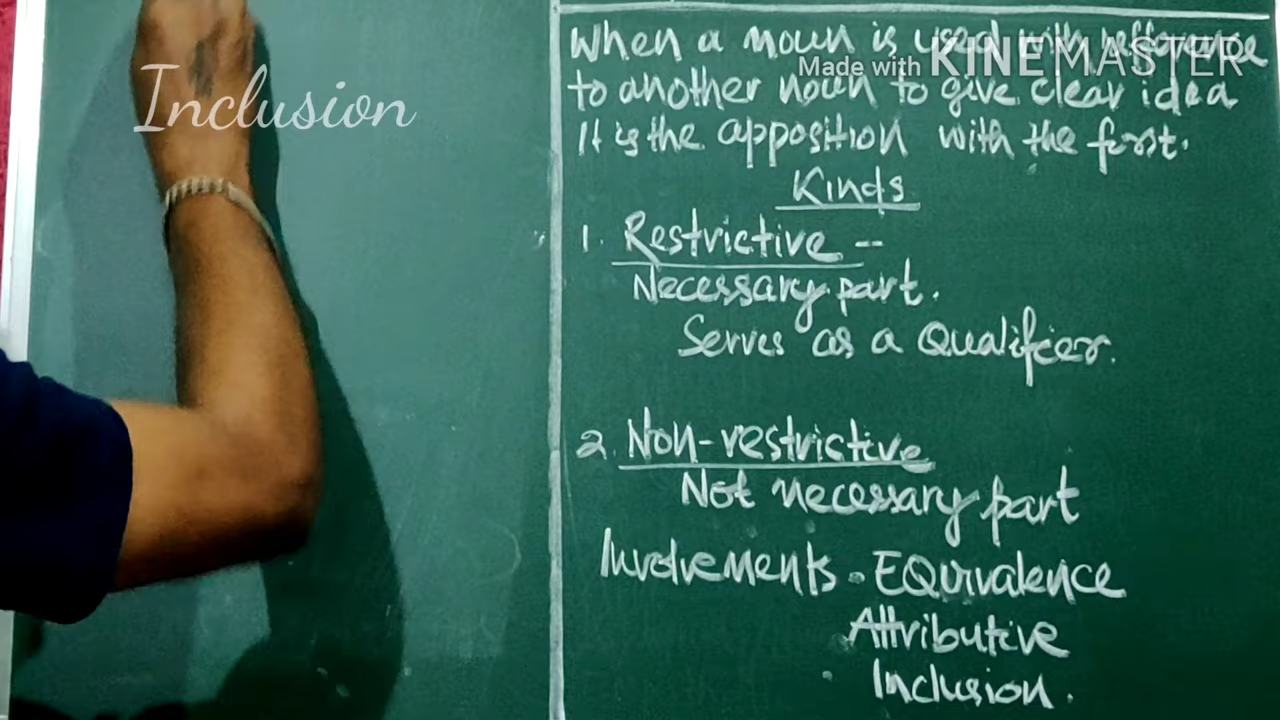 Inclusion
When a noun is used with refference
Made with KINEMASTER
to another noun to give clear idea
It is the apposition with the first.
Kinds
1. Restrictive --
Necessary part.
Serves as a Qualifier.
2. Non-restrictive
Not necessary part
Involvements - EQuivalence
Attributive
Inclusion.